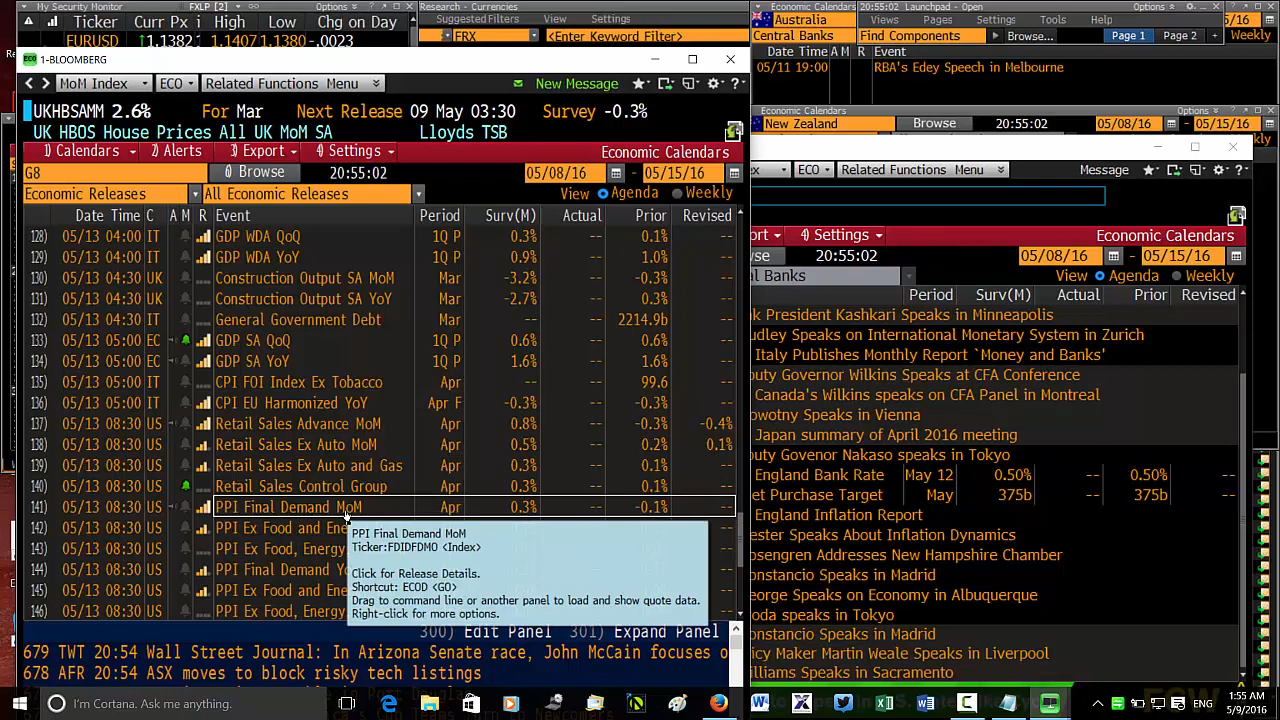 Ticker Curr Px High Low Chg on Day
FXLP [2] Options
EURUSD 1.1382 1.1407 1.1380 -.0023
Research - Currencies
Suggested Filters View Settings
FRX <Enter Keyword Filter>
Economic Calendars
Australia
Central Banks
Date Time A M R Event
05/11 19:00 RBA's Edey Speech in Melbourne
20:55:02 Launchpad - Open Options
Views Pages Settings Tools Help
Find Components Browse... Page 1 Page 2 +
Economic Calendars
05/15/16
Weekly
Economic Calendars Options
New Zealand Browse 20:55:02 05/08/16 - 05/15/16
1-BLOOMBERG
MoM Index ECO Related Functions Menu New Message
UKHBSAMM 2.6% For Mar Next Release 09 May 03:30 Survey -0.3%
UK HBOS House Prices All UK MoM SA Lloyds TSB
1) Calendars 2) Alerts 3) Export 4) Settings Economic Calendars
G8 Browse 20:55:02 05/08/16 - 05/15/16
Economic Releases All Economic Releases View Agenda Weekly
Date Time C A M R Event Period Surv(M) Actual Prior Revised
128) 05/13 04:00 IT GDP WDA QoQ 1Q P 0.3% -- 0.1% --
129) 05/13 04:00 IT GDP WDA YoY 1Q P 0.9% -- 1.0% --
130) 05/13 04:30 UK Construction Output SA MoM Mar -3.2% -- -0.3% --
131) 05/13 04:30 UK Construction Output SA YoY Mar -2.7% -- 0.3% --
132) 05/13 04:30 IT General Government Debt Mar -- -- 2214.9b --
133) 05/13 05:00 EC GDP SA QoQ 1Q P 0.6% -- 0.6% --
134) 05/13 05:00 EC GDP SA YoY 1Q P 1.6% -- 1.6% --
135) 05/13 05:00 IT CPI FOI Index Ex Tobacco Apr -- -- 99.6 --
136) 05/13 05:00 IT CPI EU Harmonized YoY Apr F -0.3% -- -0.3% --
137) 05/13 08:30 US Retail Sales Advance MoM Apr 0.8% -- -0.3% -0.4%
138) 05/13 08:30 US Retail Sales Ex Auto MoM Apr 0.5% -- 0.2% 0.1%
139) 05/13 08:30 US Retail Sales Ex Auto and Gas Apr 0.3% -- 0.1% --
140) 05/13 08:30 US Retail Sales Control Group Apr 0.3% -- 0.1% --
141) 05/13 08:30 US PPI Final Demand MoM Apr 0.3% -- -0.1% --
142) 05/13 08:30 US PPI Ex Food and Ene
143) 05/13 08:30 US PPI Ex Food, Energy
144) 05/13 08:30 US PPI Final Demand Yo
145) 05/13 08:30 US PPI Ex Food and Ene
146) 05/13 08:30 US PPI Ex Food, Energy
PPI Final Demand MoM
Ticker:FDIDFDMO <Index>
Click for Release Details.
Shortcut: ECOD <GO>
Drag to command line or another panel to load and show quote data.
Right-click for more options.
300) Edit Panel 301) Expand Panel
679 TWT 20:54 Wall Street Journal: In Arizona Senate race, John McCain focuses o
678 AFR 20:54 ASX moves to block risky tech listings
ECO Related Functions Menu Message
4) Settings Economic Calendars
20:55:02 05/08/16 - 05/15/16
View Agenda Weekly
Period Surv(M) Actual Prior Revised
k President Kashkari Speaks in Minneapolis
udley Speaks on International Monetary System in Zurich
Italy Publishes Monthly Report `Money and Banks'
puty Governor Wilkins Speaks at CFA Conference
Canada's Wilkins speaks on CFA Panel in Montreal
owotny Speaks in Vienna
Japan summary of April 2016 meeting
eputy Govenor Nakaso speaks in Tokyo
England Bank Rate May 12 0.50% -- 0.50% --
et Purchase Target May 375b -- 375b --
England Inflation Report
Speaks About Inflation Dynamics
osengren Addresses New Hampshire Chamber
onstancio Speaks in Madrid
George Speaks on Economy in Albuquerque
oda speaks in Tokyo
onstancio Speaks in Madrid
icy Maker Martin Weale Speaks in Liverpool
illiams Speaks in Sacramento
I'm Cortana. Ask me anything.
ENG
1:55 AM
5/9/2016